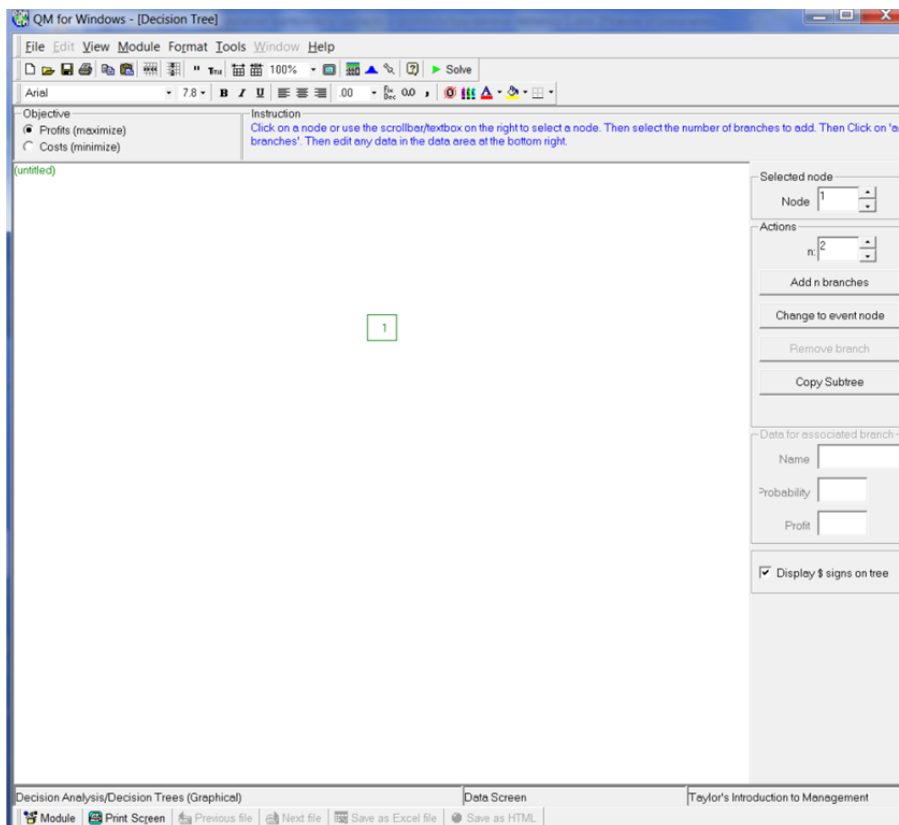 QM for Windows - [Decision Tree]
File Edit View Module Format Tools Window Help
100% Solve
Arial 7.8 B I U .00 Fix Dec 0.0 ,
Objective
Profits (maximize)
Costs (minimize)
Instruction
Click on a node or use the scrollbar/textbox on the right to select a node. Then select the number of branches to add. Then Click on 'a
branches'. Then edit any data in the data area at the bottom right.
(untitled)
Selected node
Node 1
Actions
n: 2
1
Add n branches
Change to event node
Remove branch
Copy Subtree
Data for associated branch
Name
Probability
Profit
Display $ signs on tree
Decision Analysis/Decision Trees (Graphical) Data Screen Taylor's Introduction to Management
Module Print Screen Previous file Next file Save as Excel file Save as HTML